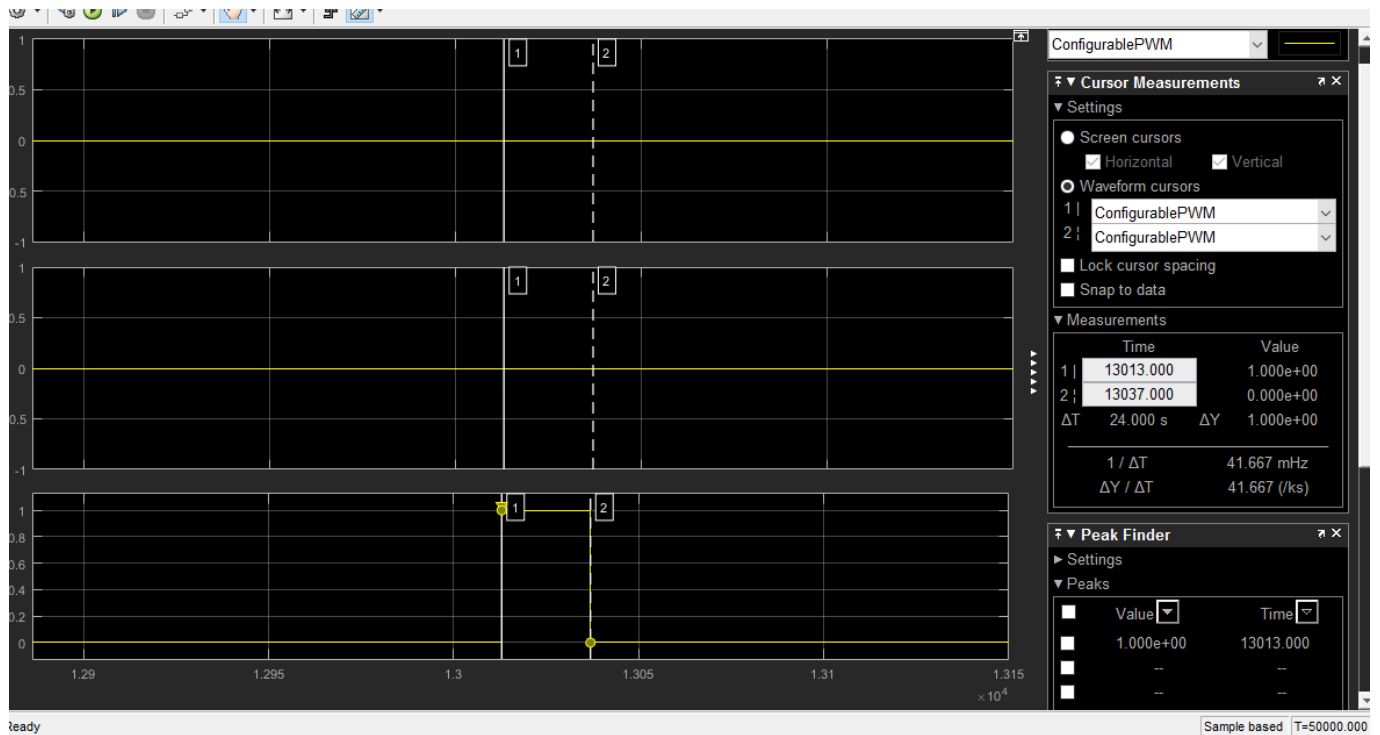 ConfigurablePWM
Cursor Measurements
Settings
Screen cursors
Horizontal Vertical
Waveform cursors
1 | ConfigurablePWM
2 ¦ ConfigurablePWM
Lock cursor spacing
Snap to data
Measurements
Time Value
1 | 13013.000 1.000e+00
2 ¦ 13037.000 0.000e+00
ΔT 24.000 s ΔY 1.000e+00
1 / ΔT 41.667 mHz
ΔY / ΔT 41.667 (/ks)
Peak Finder
Settings
Peaks
Value Time
1.000e+00 13013.000
-- --
-- --
1
1 2
0.5
0
0.5
-1
1
1 2
0.5
0
0.5
-1
1
1 2
0.8
0.6
0.4
0.2
0
1.29 1.295 1.3 1.305 1.31 1.315
×10⁴
Ready
Sample based T=50000.000